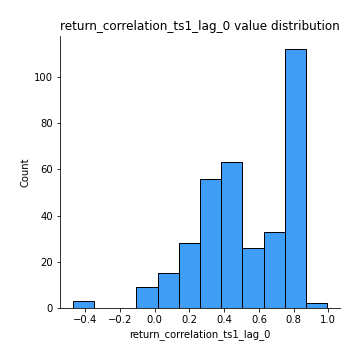 return_correlation_ts1_lag_0 value distribution
100
80
60
40
20
0
Count
−0.4 −0.2 0.0 0.2 0.4 0.6 0.8 1.0
return_correlation_ts1_lag_0